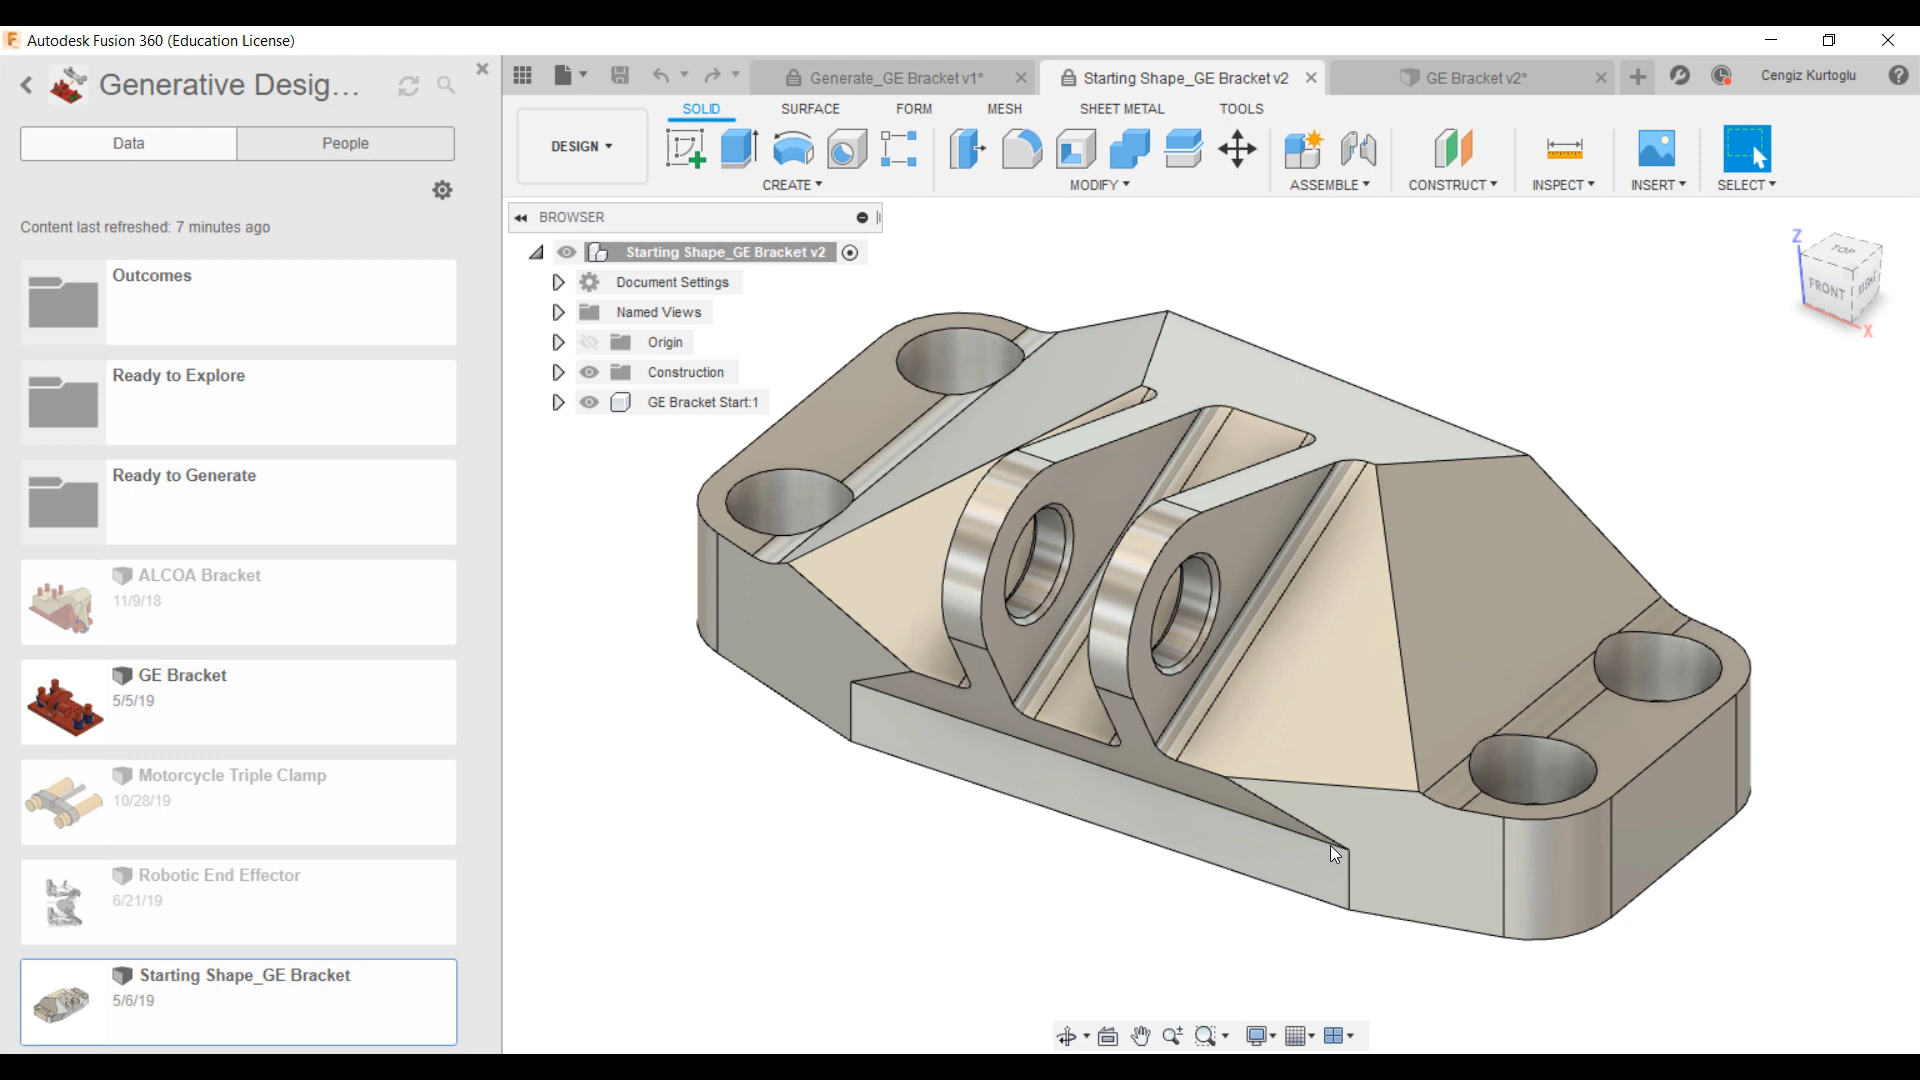 Autodesk Fusion 360 (Education License)
Generative Desig...
Data
People
Content last refreshed: 7 minutes ago
Outcomes
Ready to Explore
Ready to Generate
ALCOA Bracket
11/9/18
GE Bracket
5/5/19
Motorcycle Triple Clamp
10/28/19
Robotic End Effector
6/21/19
Starting Shape_GE Bracket
5/6/19
Generate_GE Bracket v1*
Starting Shape_GE Bracket v2
GE Bracket v2*
Cengiz Kurtoglu
SOLID
SURFACE
FORM
MESH
SHEET METAL
TOOLS
DESIGN
CREATE
MODIFY
ASSEMBLE
CONSTRUCT
INSPECT
INSERT
SELECT
BROWSER
Starting Shape_GE Bracket v2
Document Settings
Named Views
Origin
Construction
GE Bracket Start:1
Z
TOP
FRONT
RIGHT
X